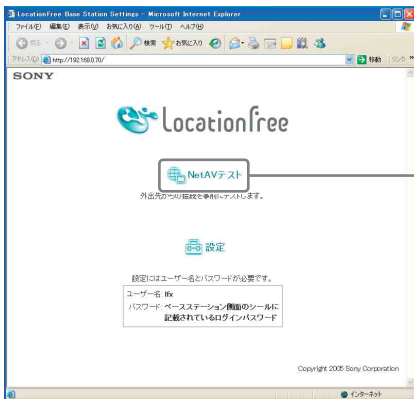 LocationFree Base Station Settings - Microsoft Internet Explorer
ファイル(F) 編集(E) 表示(V) お気に入り(A) ツール(T) ヘルプ(H)
戻る 検索 お気に入り
アドレス(D) http://192.168.0.70/ 移動 リンク »
SONY
LocationFree
NetAVテスト
外出先からの接続を事前にテストします。
設定
設定にはユーザー名とパスワードが必要です。
ユーザー名: lfx
パスワード: ベースステーション側面のシールに
記載されているログインパスワード
Copyright 2005 Sony Corporation
インターネット